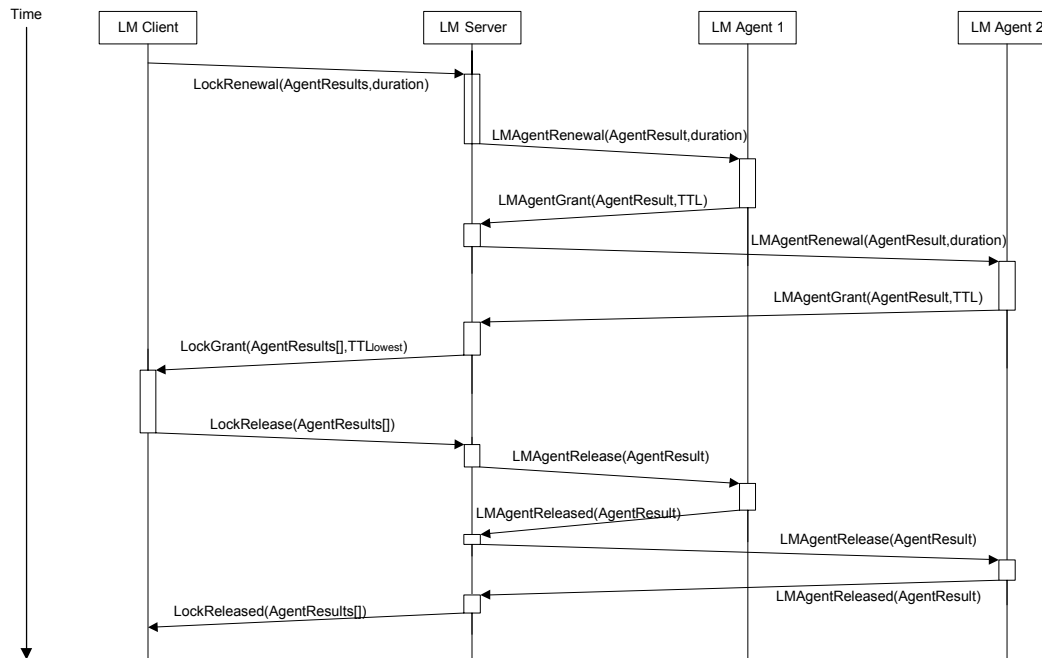 Time
LM Client
LM Server
LM Agent 1
LM Agent 2
LockRenewal(AgentResults,duration)
LMAgentRenewal(AgentResult,duration)
LMAgentGrant(AgentResult,TTL)
LMAgentRenewal(AgentResult,duration)
LMAgentGrant(AgentResult,TTL)
LockGrant(AgentResults[],TTLlowest)
LockRelease(AgentResults[])
LMAgentRelease(AgentResult)
LMAgentReleased(AgentResult)
LMAgentRelease(AgentResult)
LMAgentReleased(AgentResult)
LockReleased(AgentResults[])